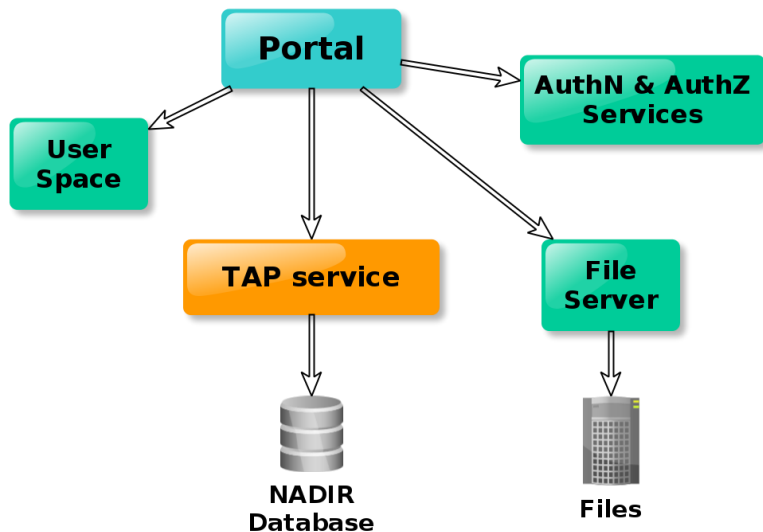 Portal
AuthN & AuthZ
Services
User
Space
TAP service
File
Server
NADIR
Database
Files